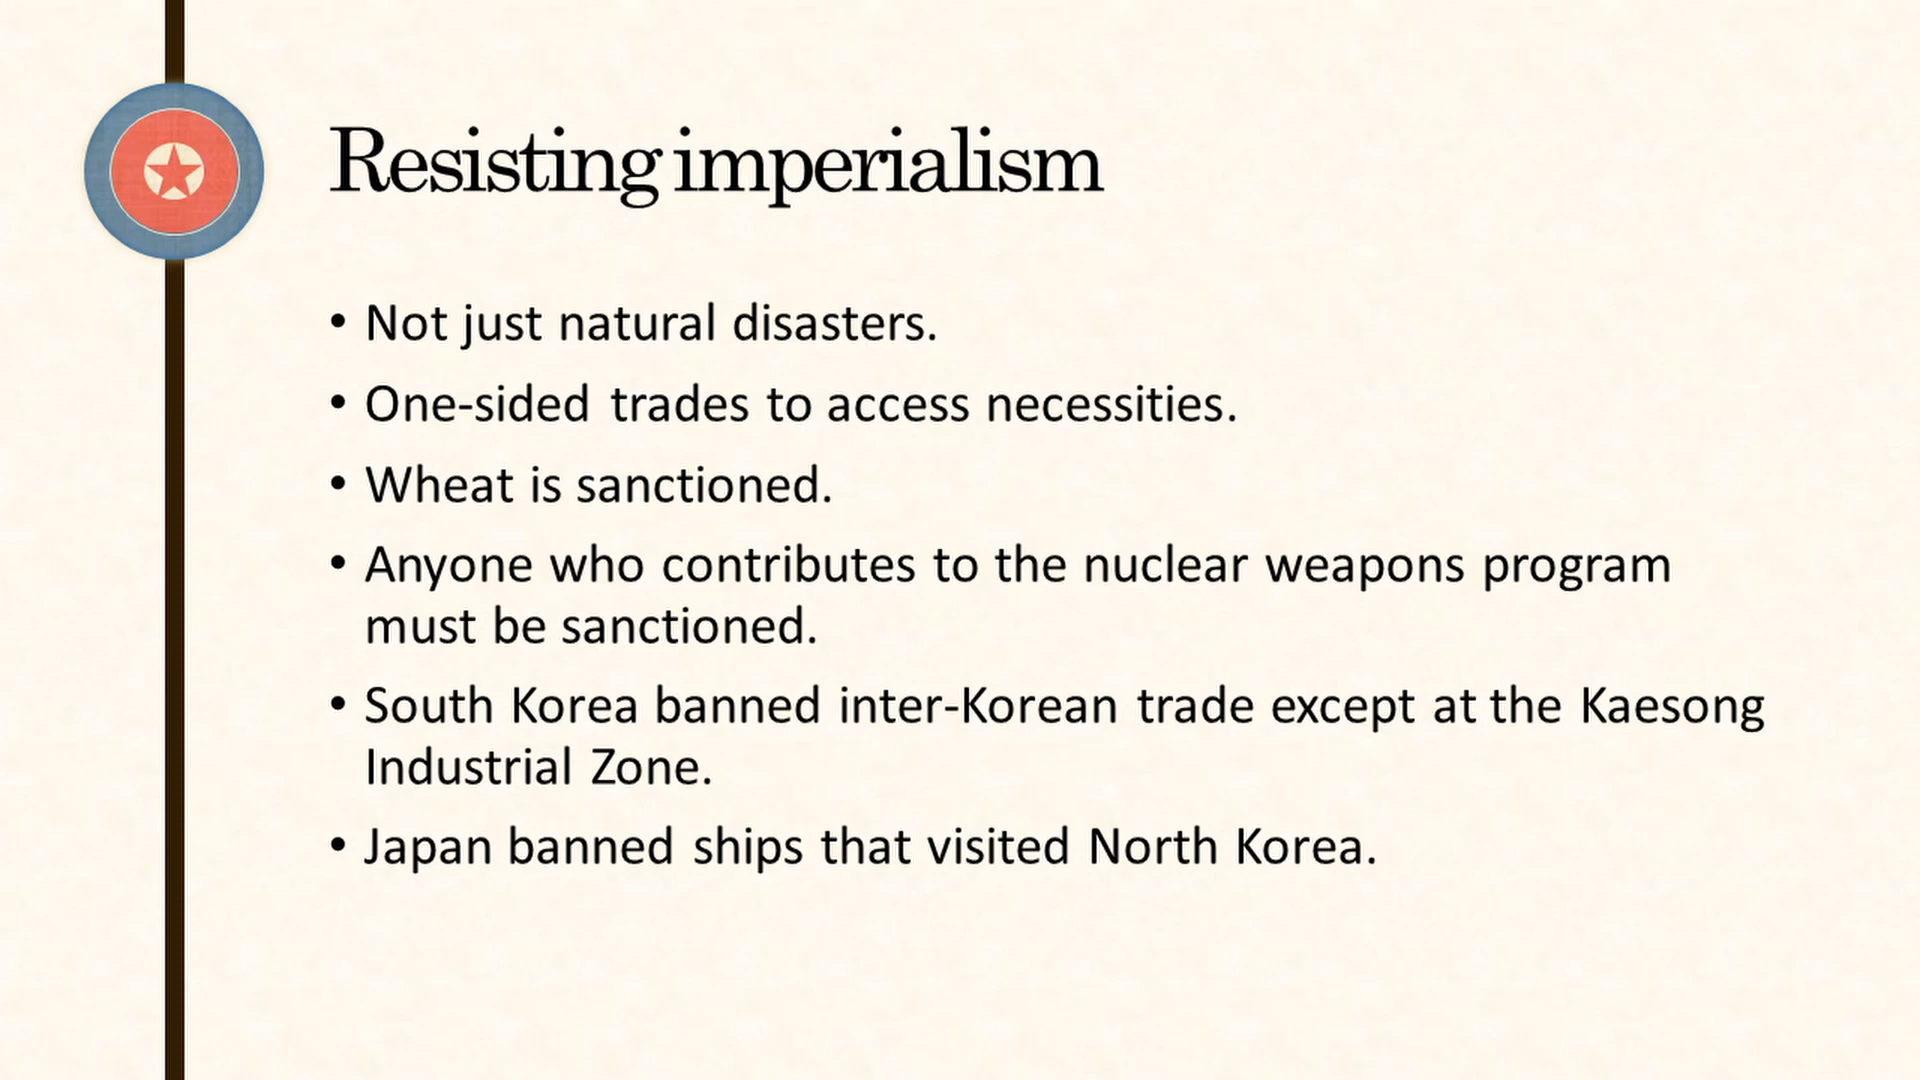 Resisting imperialism
• Not just natural disasters.
• One-sided trades to access necessities.
• Wheat is sanctioned.
• Anyone who contributes to the nuclear weapons program
must be sanctioned.
• South Korea banned inter-Korean trade except at the Kaesong
Industrial Zone.
• Japan banned ships that visited North Korea.